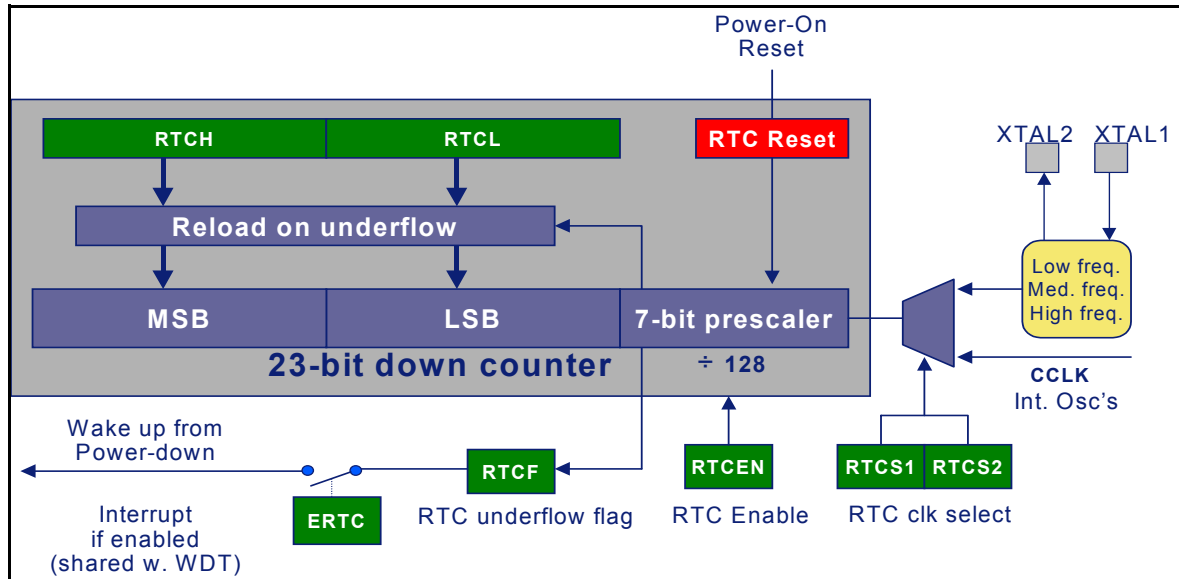 Power-On
Reset
RTCH
RTCL
RTC Reset
XTAL2
XTAL1
Reload on underflow
Low freq.
Med. freq.
High freq.
MSB
LSB
7-bit prescaler
23-bit down counter
÷ 128
CCLK
Int. Osc's
Wake up from
Power-down
RTCF
RTCEN
RTCS1
RTCS2
ERTC
RTC underflow flag
RTC Enable
RTC clk select
Interrupt
if enabled
(shared w. WDT)